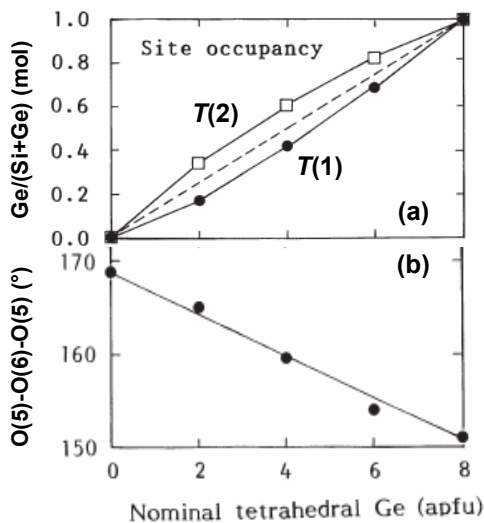 1.0
Site occupancy
0.8
T(2)
0.6
0.4
T(1)
0.2
(a)
0.0
Ge/(Si+Ge) (mol)
170
(b)
160
150
O(5)-O(6)-O(5) (°)
0 2 4 6 8
Nominal tetrahedral Ge (apfu)